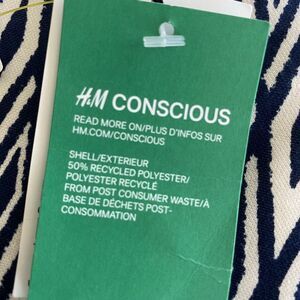 H&M CONSCIOUS
READ MORE ON/PLUS D'INFOS SUR
HM.COM/CONSCIOUS
SHELL/EXTERIEUR
50% RECYCLED POLYESTER/
POLYESTER RECYCLÉ
FROM POST CONSUMER WASTE/À
BASE DE DÉCHETS POST-
CONSOMMATION